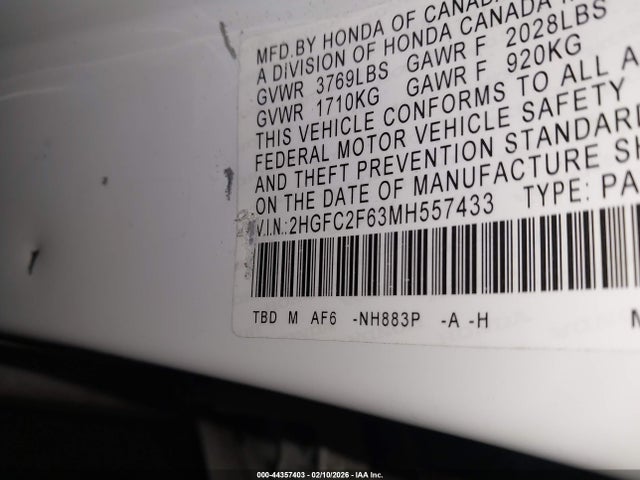 MFD.BY HONDA OF CANADA
A DIVISION OF HONDA CANADA
GVWR 3769LBS GAWR F 2028LBS
GVWR 1710KG GAWR F 920KG
THIS VEHICLE CONFORMS TO ALL A
FEDERAL MOTOR VEHICLE SAFETY
AND THEFT PREVENTION STANDARD
ON THE DATE OF MANUFACTURE SH
V.I.N.:2HGFC2F63MH557433 TYPE: PA
TBD M AF6 -NH883P -A -H M
000-44357403 - 02/10/2026 - IAA Inc.